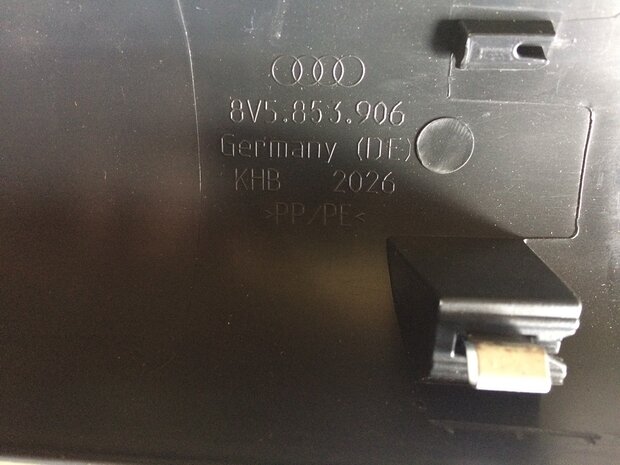 8V5.853.906
Germany (DE)
KHB 2026
>PP/PE<